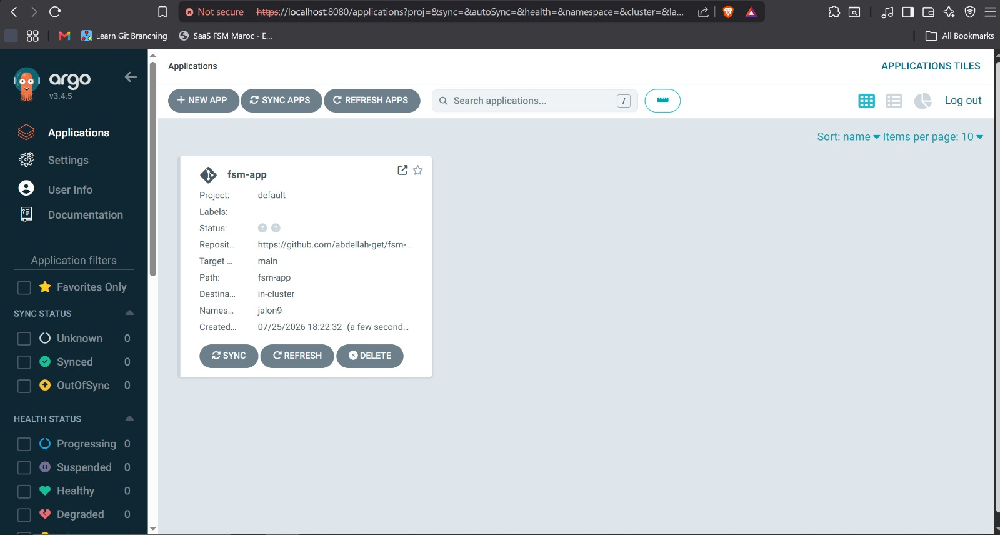 Not secure https://localhost:8080/applications?proj=&sync=&autoSync=&health=&namespace=&cluster=&la...
Learn Git Branching
SaaS FSM Maroc - E...
All Bookmarks
argo
v3.4.5
Applications
Settings
User Info
Documentation
Application filters
Favorites Only
SYNC STATUS
Unknown 0
Synced 0
OutOfSync 0
HEALTH STATUS
Progressing 0
Suspended 0
Healthy 0
Degraded 0
Applications
APPLICATIONS TILES
+ NEW APP
SYNC APPS
REFRESH APPS
Search applications...
/
Log out
Sort: name
Items per page: 10
fsm-app
Project: default
Labels:
Status: ? ?
Reposit... https://github.com/abdellah-get/fsm-...
Target ... main
Path: fsm-app
Destina... in-cluster
Names... jalon9
Created... 07/25/2026 18:22:32 (a few second...
SYNC
REFRESH
DELETE